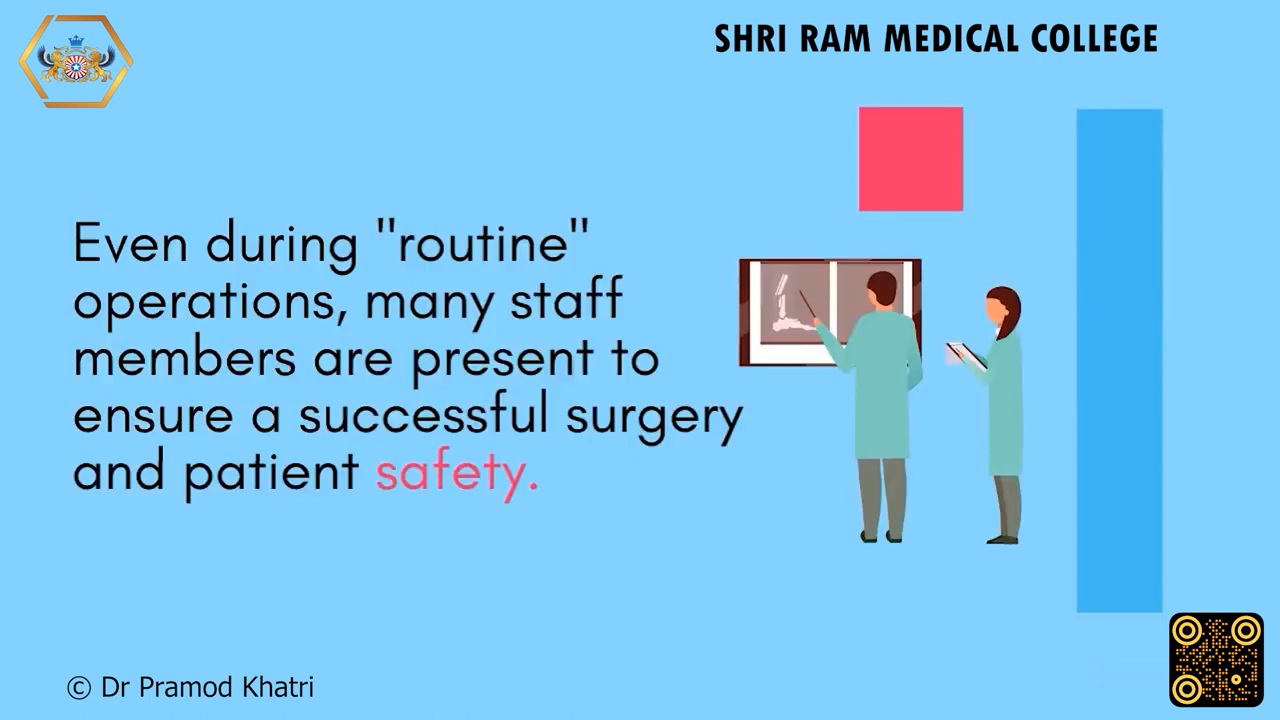 SHRI RAM MEDICAL COLLEGE
Even during "routine"
operations, many staff
members are present to
ensure a successful surgery
and patient safety.
© Dr Pramod Khatri